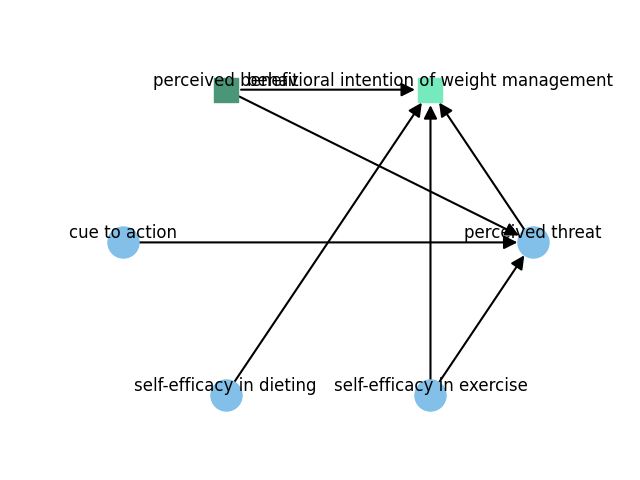 perceived benefit
behavioral intention of weight management
cue to action
perceived threat
self-efficacy in dieting
self-efficacy in exercise